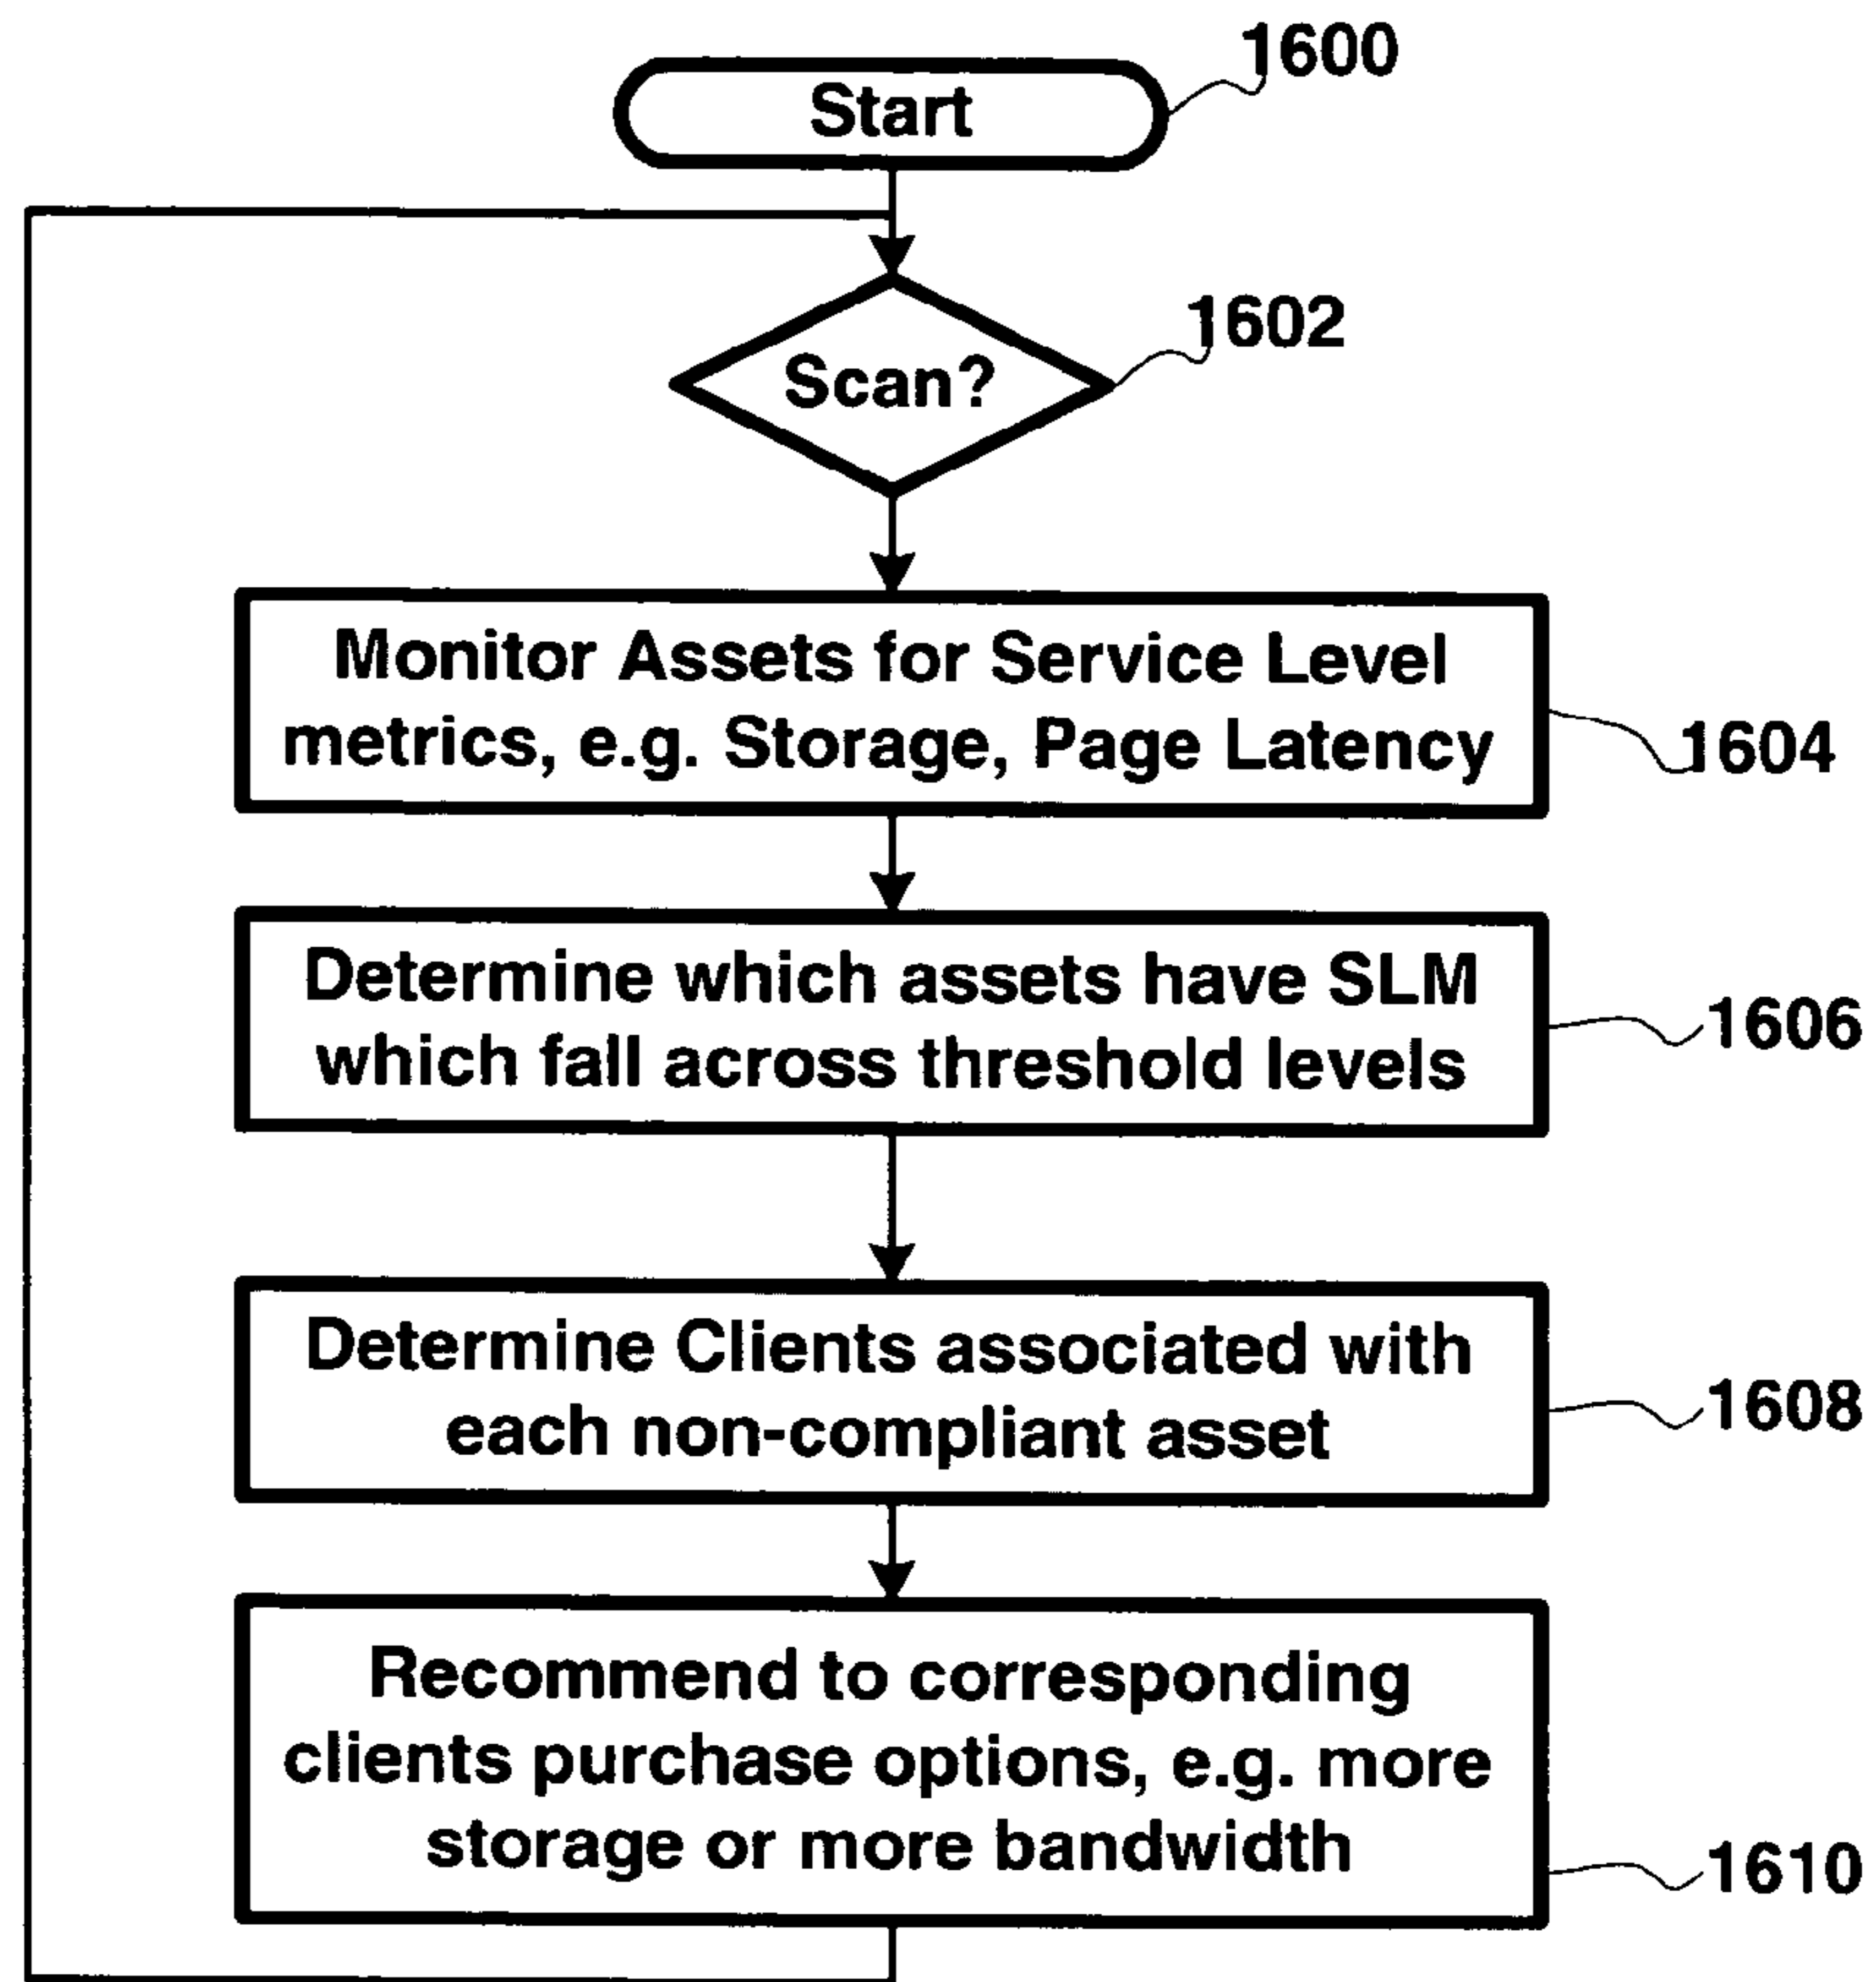 1600
Start
1602
Scan?
Monitor Assets for Service Level
metrics, e.g. Storage, Page Latency
1604
Determine which assets have SLM
which fall across threshold levels
1606
Determine Clients associated with
each non-compliant asset
1608
Recommend to corresponding
clients purchase options, e.g. more
storage or more bandwidth
1610